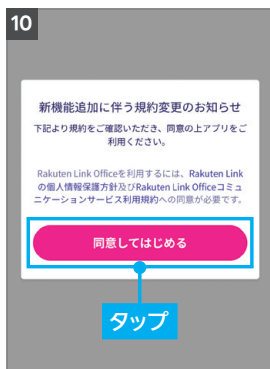 10
新機能追加に伴う規約変更のお知らせ
下記より規約をご確認いただき、同意の上アプリをご
利用ください。
Rakuten Link Officeを利用するには、Rakuten Link
の個人情報保護方針及びRakuten Link Officeコミュ
ニケーションサービス利用規約への同意が必要です。
同意してはじめる
タップ